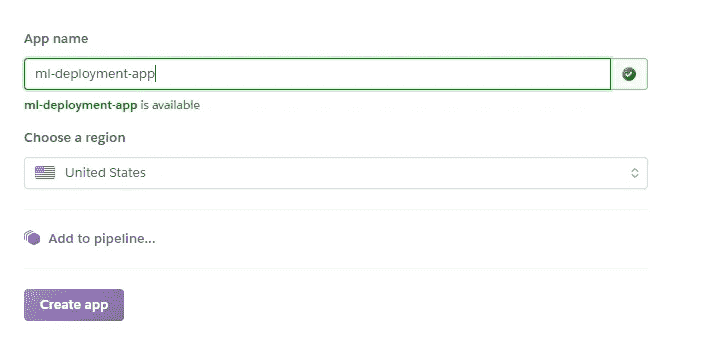 App name
ml-deployment-app
ml-deployment-app is available
Choose a region
United States
Add to pipeline...
Create app